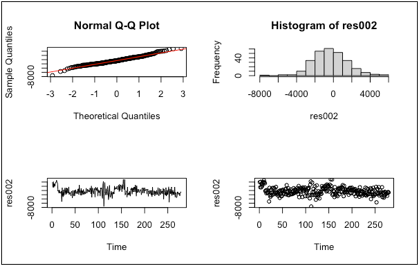 Normal Q-Q Plot
Sample Quantiles
-8000
-3 -2 -1 0 1 2 3
Theoretical Quantiles
Histogram of res002
Frequency
0 40
-8000 -4000 0 4000
res002
res002
-8000
0 50 100 150 200 250
Time
res002
-8000
0 50 100 150 200 250
Time